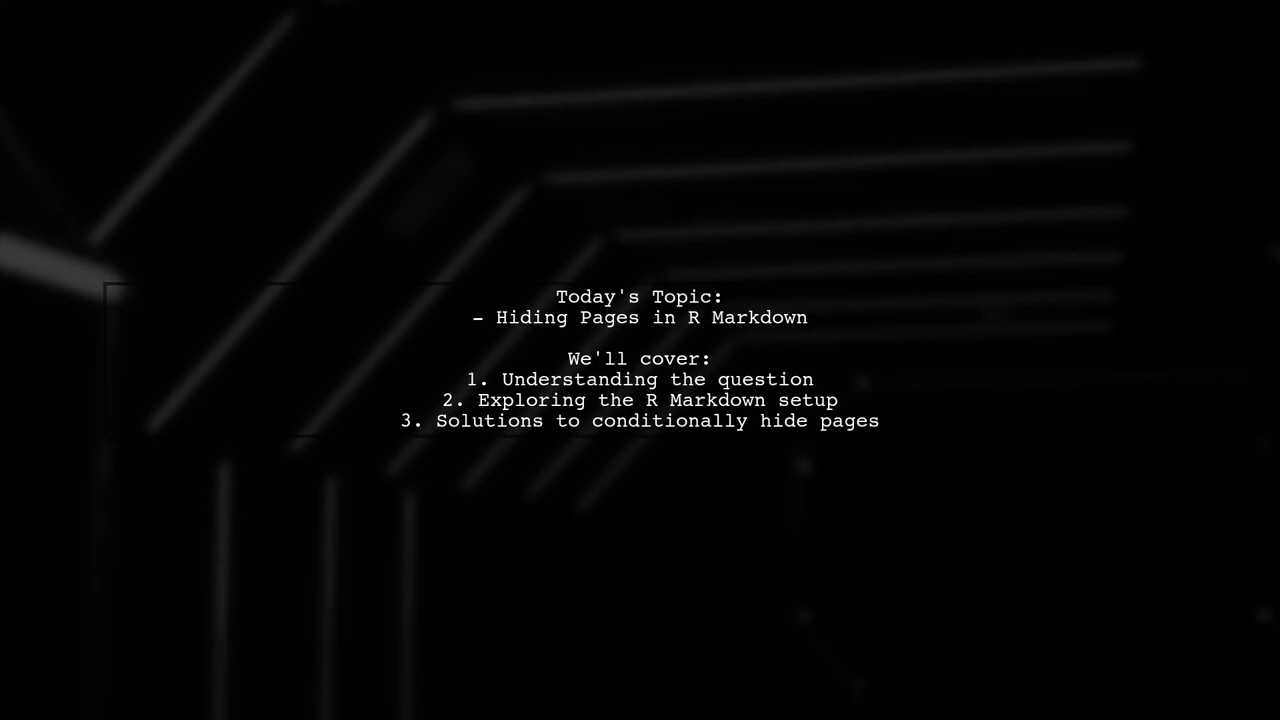 Today's Topic:
- Hiding Pages in R Markdown
We'll cover:
1. Understanding the question
2. Exploring the R Markdown setup
3. Solutions to conditionally hide pages